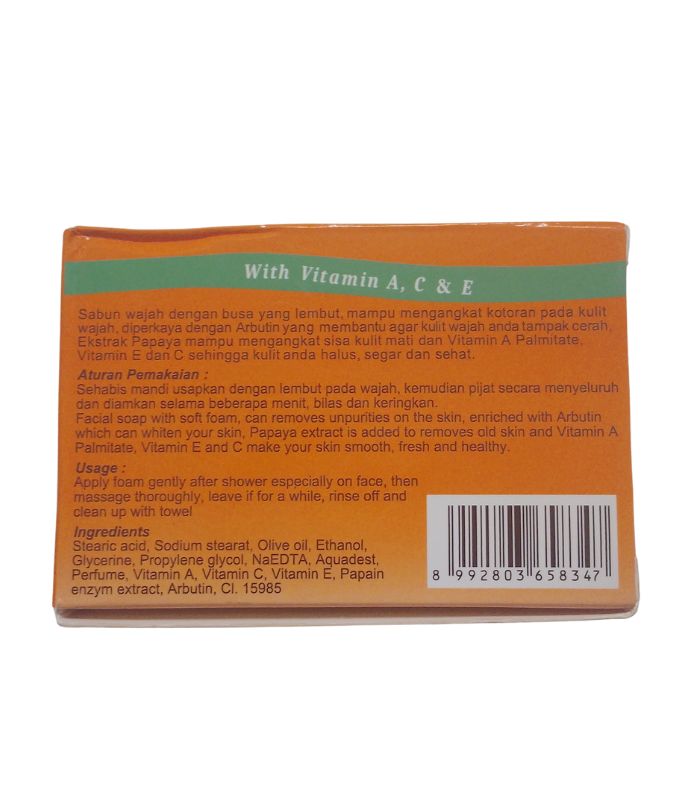 With Vitamin A, C & E
Sabun wajah dengan busa yang lembut, mampu mengangkat kotoran pada kulit
wajah, diperkaya dengan Arbutin yang membantu agar kulit wajah anda tampak cerah,
Ekstrak Papaya mampu mengangkat sisa kulit mati dan Vitamin A Palmitate,
Vitamin E dan C sehingga kulit anda halus, segar dan sehat.
Aturan Pemakaian :
Sehabis mandi usapkan dengan lembut pada wajah, kemudian pijat secara menyeluruh
dan diamkan selama beberapa menit, bilas dan keringkan.
Facial soap with soft foam, can removes unpurities on the skin, enriched with Arbutin
which can whiten your skin, Papaya extract is added to removes old skin and Vitamin A
Palmitate, Vitamin E and C make your skin smooth, fresh and healthy.
Usage :
Apply foam gently after shower especially on face, then
massage thoroughly, leave if for a while, rinse off and
clean up with towel
Ingredients
Stearic acid, Sodium stearat, Olive oil, Ethanol,
Glycerine, Propylene glycol, NaEDTA, Aquadest,
Perfume, Vitamin A, Vitamin C, Vitamin E, Papain
enzym extract, Arbutin, Cl. 15985
8 992803 658347